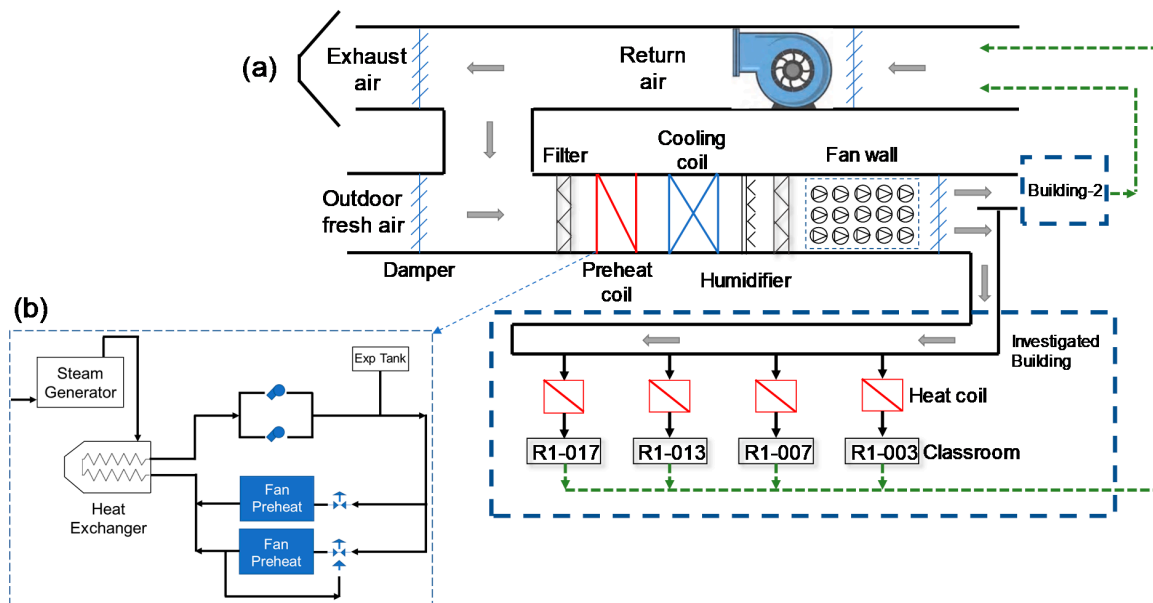 (a)
Exhaust
air
Return
air
Filter
Cooling
coil
Fan wall
Building-2
Outdoor
fresh air
Damper
Preheat
coil
Humidifier
(b)
Investigated
Building
Exp Tank
Steam
Generator
Heat coil
R1-017
R1-013
R1-007
R1-003
Classroom
Fan
Preheat
Heat
Exchanger
Fan
Preheat